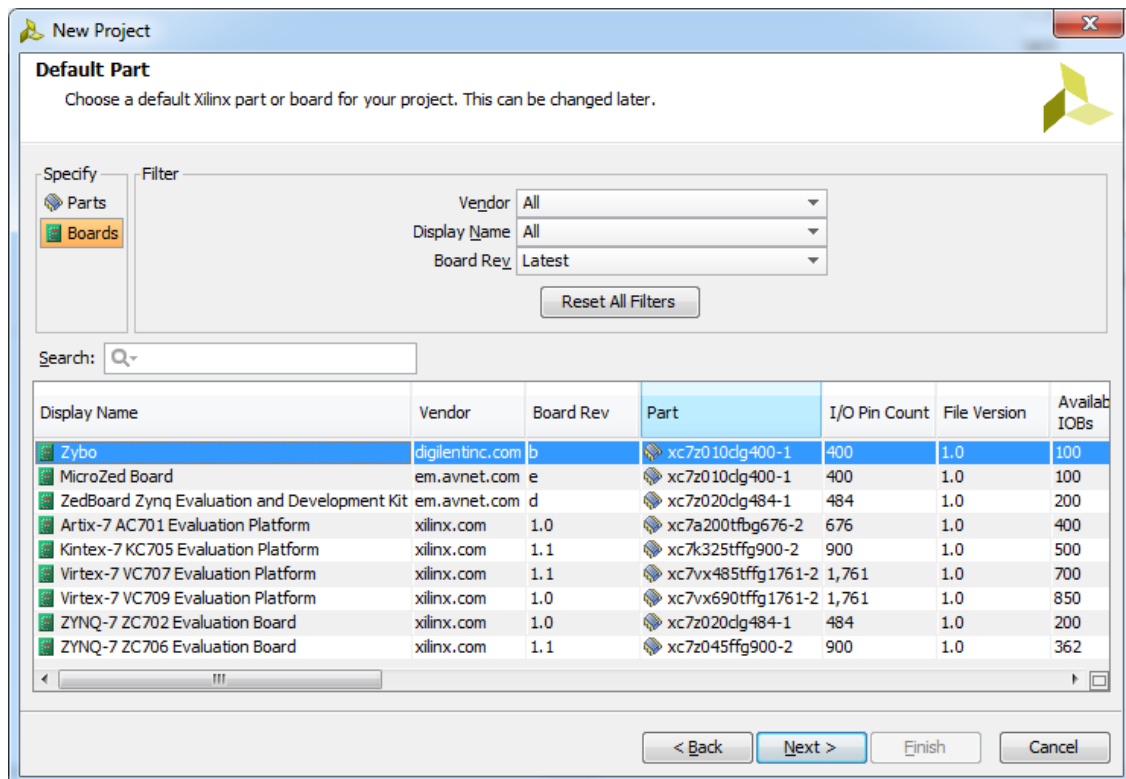 New Project
Default Part
Choose a default Xilinx part or board for your project. This can be changed later.
Specify
Filter
Parts
Boards
Vendor All
Display Name All
Board Rev Latest
Reset All Filters
Search:
Display Name Vendor Board Rev Part I/O Pin Count File Version Availab
IOBs
Zybo digilentinc.com b xc7z010clg400-1 400 1.0 100
MicroZed Board em.avnet.com e xc7z010clg400-1 400 1.0 100
ZedBoard Zynq Evaluation and Development Kit em.avnet.com d xc7z020clg484-1 484 1.0 200
Artix-7 AC701 Evaluation Platform xilinx.com 1.0 xc7a200tfbg676-2 676 1.0 400
Kintex-7 KC705 Evaluation Platform xilinx.com 1.1 xc7k325tffg900-2 900 1.0 500
Virtex-7 VC707 Evaluation Platform xilinx.com 1.1 xc7vx485tffg1761-2 1,761 1.0 700
Virtex-7 VC709 Evaluation Platform xilinx.com 1.0 xc7vx690tffg1761-2 1,761 1.0 850
ZYNQ-7 ZC702 Evaluation Board xilinx.com 1.0 xc7z020clg484-1 484 1.0 200
ZYNQ-7 ZC706 Evaluation Board xilinx.com 1.1 xc7z045ffg900-2 900 1.0 362
< Back Next > Finish Cancel